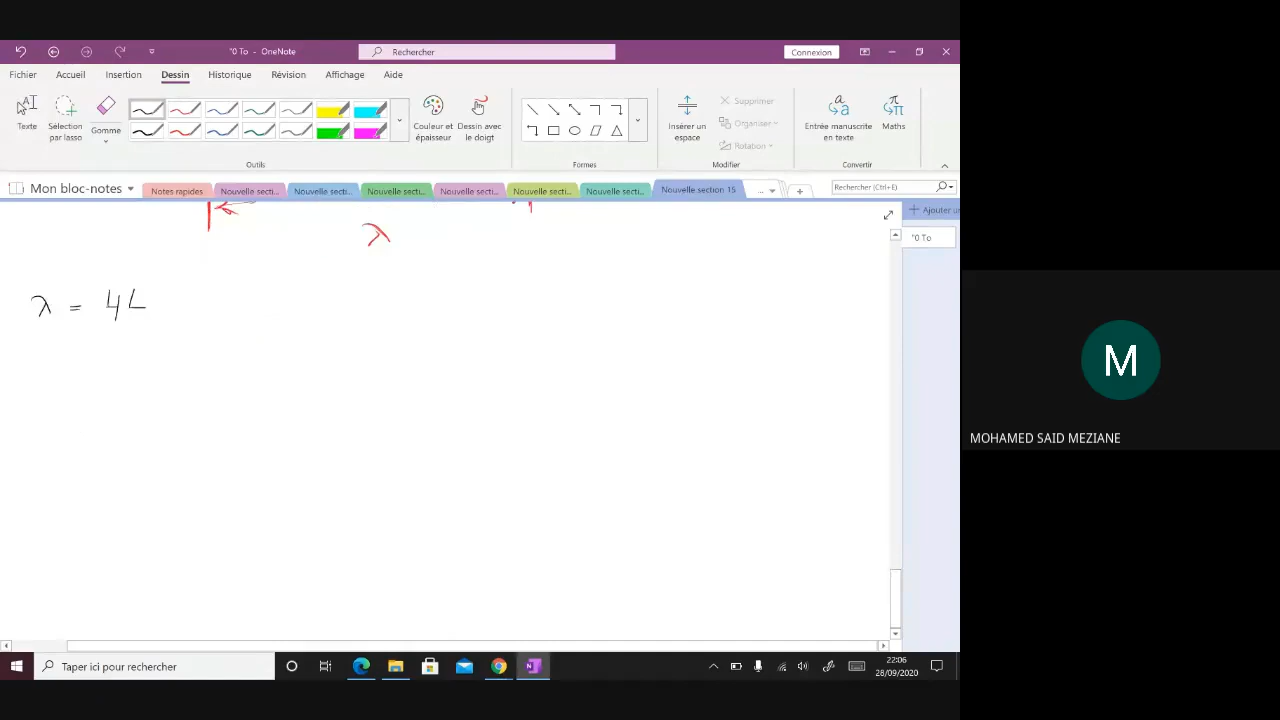 "0 To - OneNote
Rechercher
Connexion
Fichier Accueil Insertion Dessin Historique Révision Affichage Aide
Texte
Sélection par lasso
Gomme
Couleur et épaisseur
Dessin avec le doigt
Insérer un espace
Supprimer
Organiser
Rotation
Entrée manuscrite en texte
Maths
Outils Formes Modifier Convertir
Mon bloc-notes Notes rapides Nouvelle secti... Nouvelle secti... Nouvelle secti... Nouvelle secti... Nouvelle secti... Nouvelle secti... Nouvelle section 15 ... + Rechercher (Ctrl+E)
+ Ajouter un
"0 To
λ
λ = 4L
M
MOHAMED SAID MEZIANE
Taper ici pour rechercher
22:06
28/09/2020